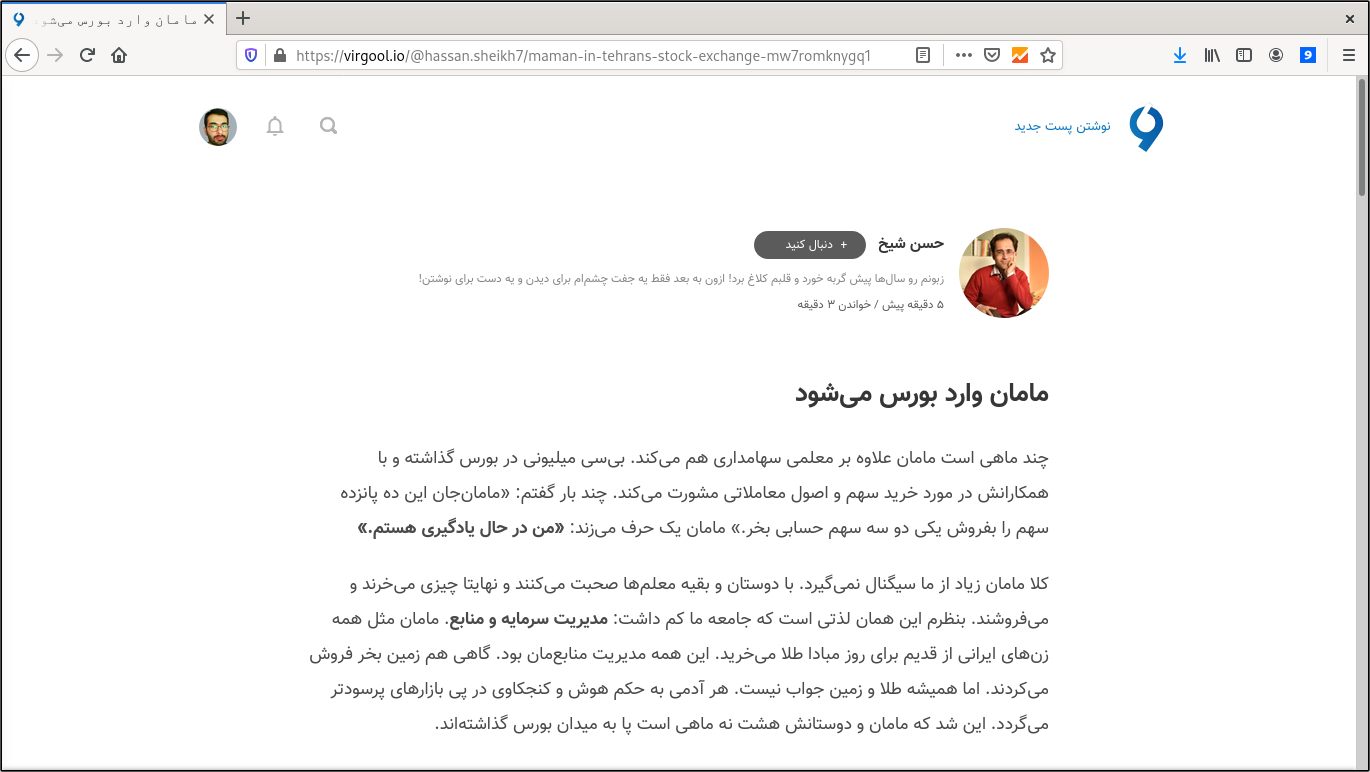 مامان وارد بورس می‌شود
https://virgool.io/@hassan.sheikh7/maman-in-tehrans-stock-exchange-mw7romknygq1
9
نوشتن پست جدید
حسن شیخ
+ دنبال کنید
زبونم رو سال‌ها پیش گربه خورد و قلبم کلاغ برد! ازون به بعد فقط یه جفت چشم‌ام برای دیدن و یه دست برای نوشتن!
۵ دقیقه پیش / خواندن ۳ دقیقه
مامان وارد بورس می‌شود
چند ماهی است مامان علاوه بر معلمی سهامداری هم می‌کند. بی‌سی میلیونی در بورس گذاشته و با
همکارانش در مورد خرید سهم و اصول معاملاتی مشورت می‌کند. چند بار گفتم: «مامان‌جان این ده پانزده
سهم را بفروش یکی دو سه سهم حسابی بخر.» مامان یک حرف می‌زند: «من در حال یادگیری هستم.»
کلا مامان زیاد از ما سیگنال نمی‌گیرد. با دوستان و بقیه معلم‌ها صحبت می‌کنند و نهایتا چیزی می‌خرند و
می‌فروشند. بنظرم این همان لذتی است که جامعه ما کم داشت: مدیریت سرمایه و منابع. مامان مثل همه
زن‌های ایرانی از قدیم برای روز مبادا طلا می‌خرید. این همه مدیریت منابع‌مان بود. گاهی هم زمین بخر فروش
می‌کردند. اما همیشه طلا و زمین جواب نیست. هر آدمی به حکم هوش و کنجکاوی در پی بازارهای پرسودتر
می‌گردد. این شد که مامان و دوستانش هشت نه ماهی است پا به میدان بورس گذاشته‌اند.